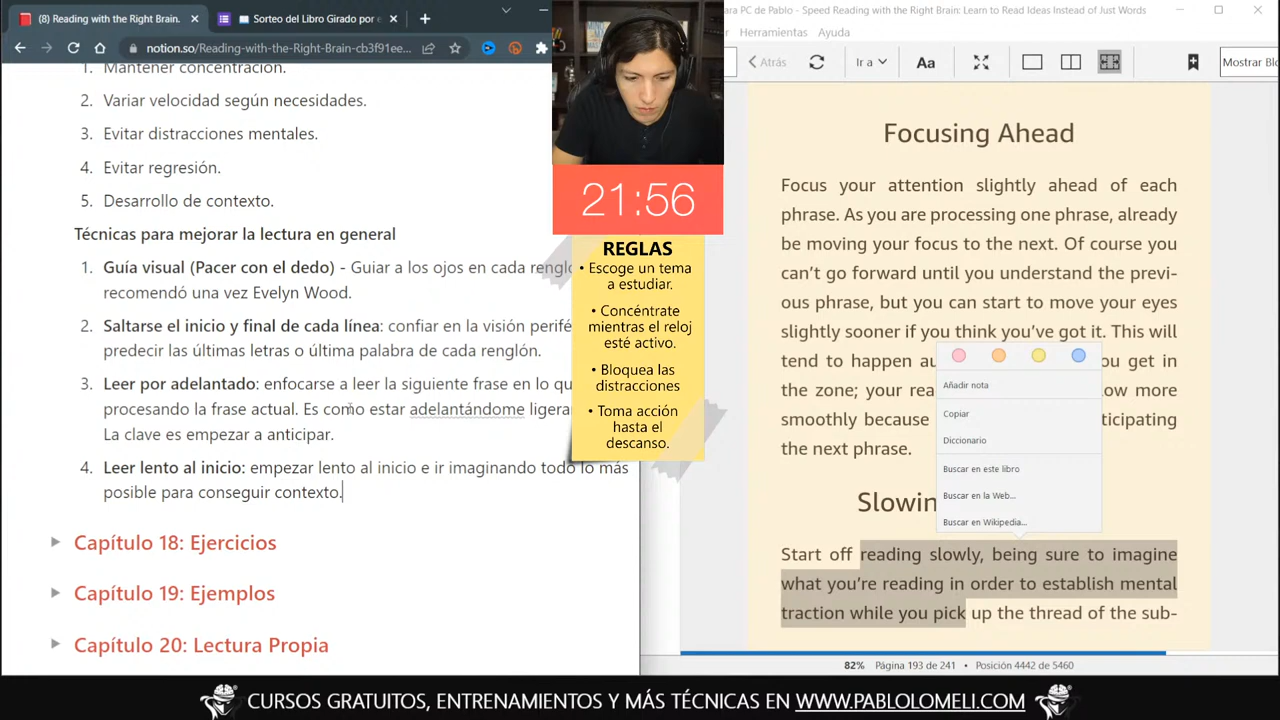 (8) Reading with the Right Brain.
Sorteo del Libro Girado por e
notion.so/Reading-with-the-Right-Brain-cb3f91ee...
1. Mantener concentración.
2. Variar velocidad según necesidades.
3. Evitar distracciones mentales.
4. Evitar regresión.
5. Desarrollo de contexto.
Técnicas para mejorar la lectura en general
1. Guía visual (Pacer con el dedo) - Guiar a los ojos en cada renglo
recomendó una vez Evelyn Wood.
2. Saltarse el inicio y final de cada línea: confiar en la visión perifé
predecir las últimas letras o última palabra de cada renglón.
3. Leer por adelantado: enfocarse a leer la siguiente frase en lo qu
procesando la frase actual. Es como estar adelantándome ligera
La clave es empezar a anticipar.
4. Leer lento al inicio: empezar lento al inicio e ir imaginando todo lo más
posible para conseguir contexto.
Capítulo 18: Ejercicios
Capítulo 19: Ejemplos
Capítulo 20: Lectura Propia
21:56
REGLAS
• Escoge un tema
a estudiar.
• Concéntrate
mientras el reloj
esté activo.
• Bloquea las
distracciones
• Toma acción
hasta el
descanso.
ara PC de Pablo - Speed Reading with the Right Brain: Learn to Read Ideas Instead of Just Words
Herramientas Ayuda
Atrás
Ir a
Aa
Mostrar Blo
Focusing Ahead
Focus your attention slightly ahead of each
phrase. As you are processing one phrase, already
be moving your focus to the next. Of course you
can't go forward until you understand the previ-
ous phrase, but you can start to move your eyes
slightly sooner if you think you've got it. This will
tend to happen au ou get in
the zone; your rea low more
smoothly because ticipating
the next phrase.
Añadir nota
Copiar
Diccionario
Buscar en este libro
Buscar en la Web...
Buscar en Wikipedia...
Slowin
Start off reading slowly, being sure to imagine
what you're reading in order to establish mental
traction while you pick up the thread of the sub-
82% Página 193 de 241 • Posición 4442 de 5460
CURSOS GRATUITOS, ENTRENAMIENTOS Y MÁS TÉCNICAS EN WWW.PABLOLOMELI.COM